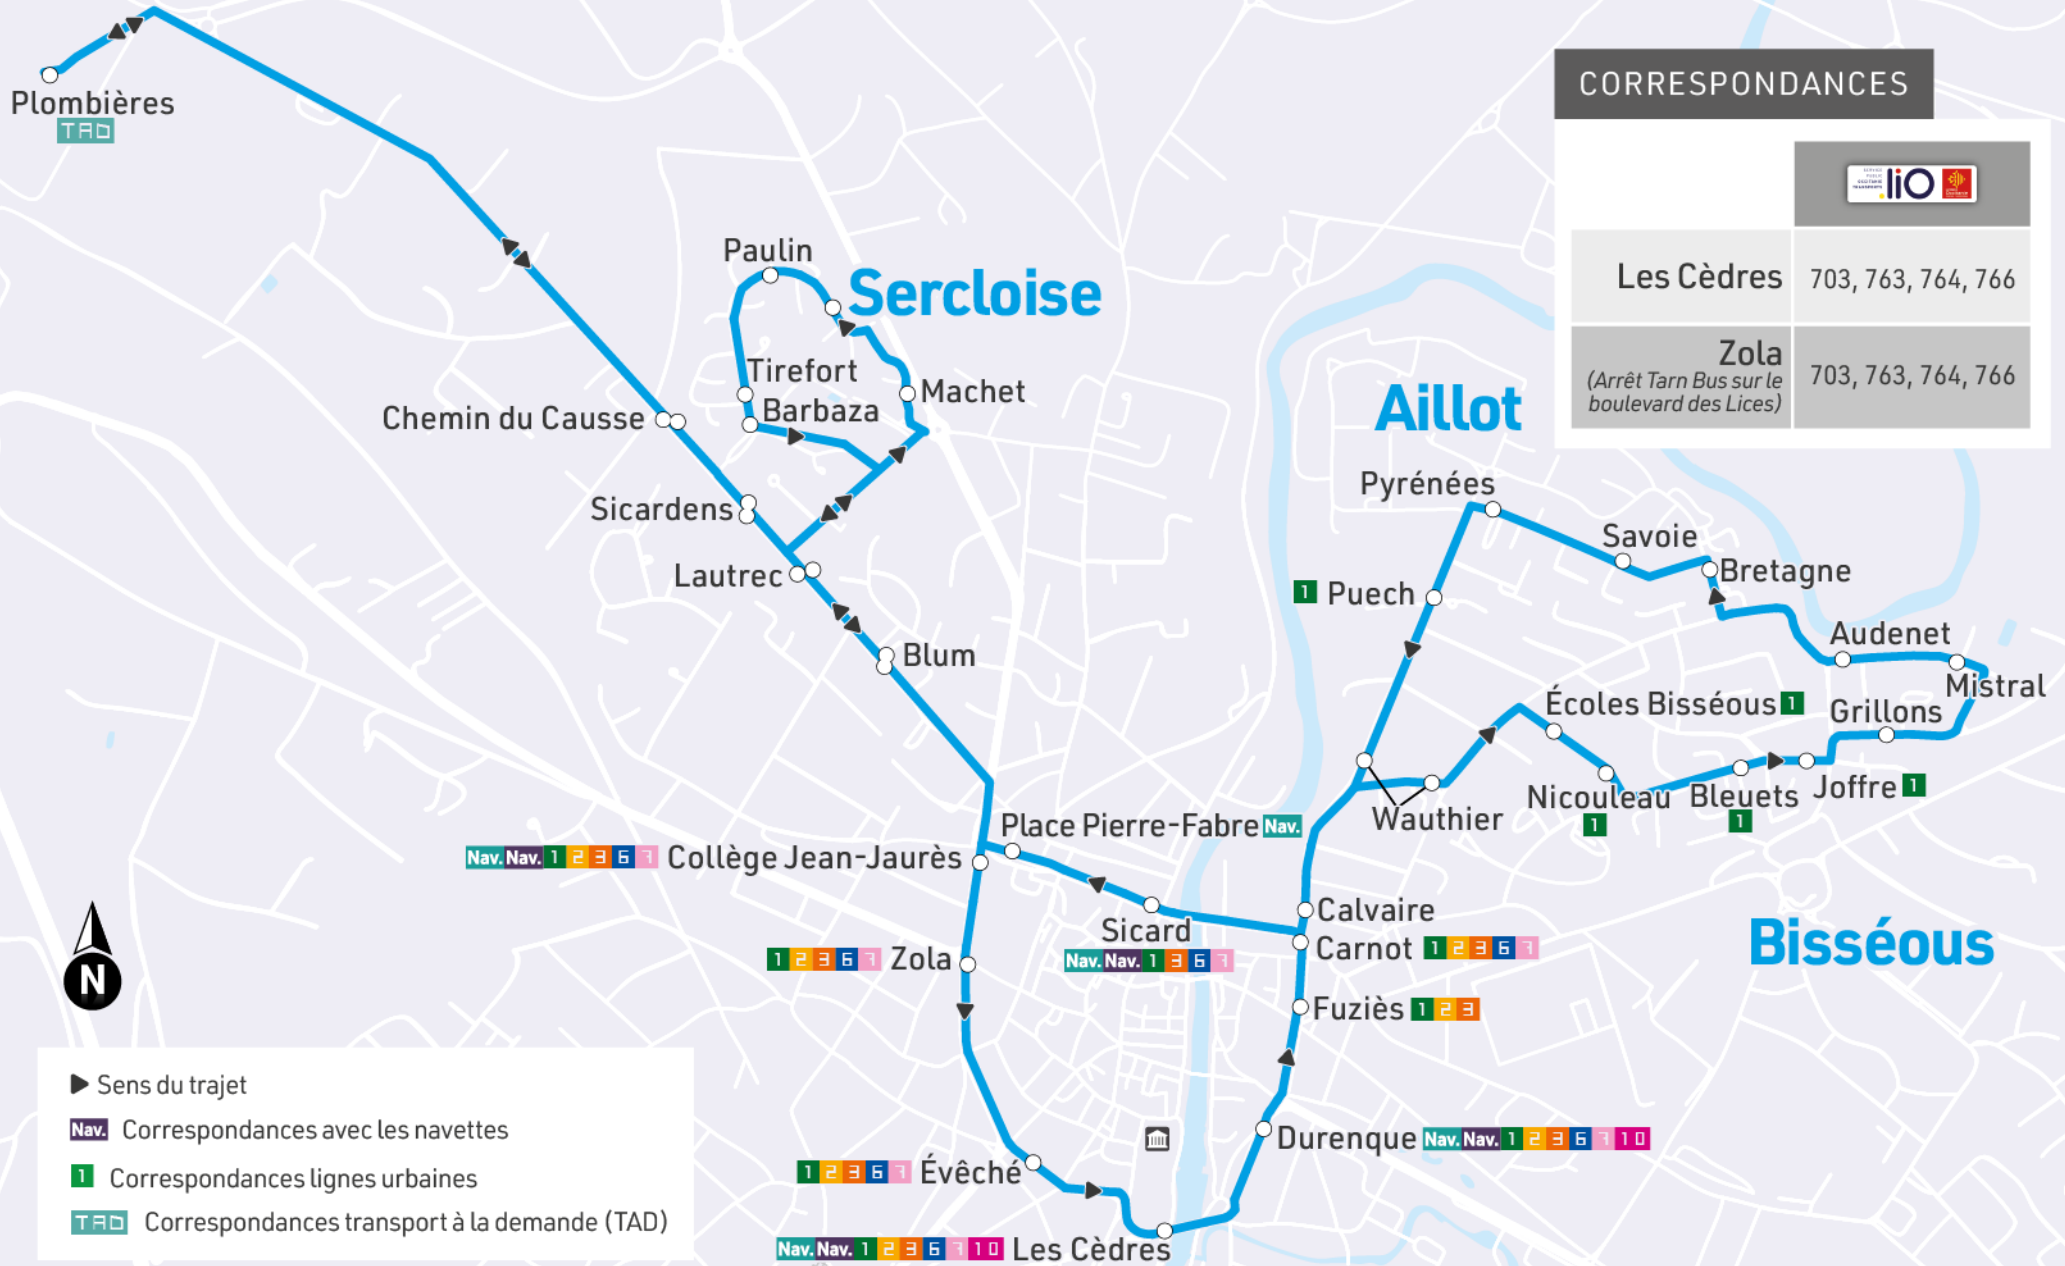 Plombières
TAD
CORRESPONDANCES
liO
Les Cèdres 703, 763, 764, 766
Zola 703, 763, 764, 766
(Arrêt Tarn Bus sur le
boulevard des Lices)
Paulin
Sercloise
Tirefort
Machet
Barbaza
Chemin du Causse
Sicardens
Lautrec
Blum
Aillot
Pyrénées
Savoie
Bretagne
1 Puech
Audenet
Mistral
Écoles Bisséous 1
Grillons
Nicouleau
1
Bleuets
1
Joffre 1
Wauthier
Place Pierre-Fabre Nav.
Nav. Nav. 1 2 3 6 7 Collège Jean-Jaurès
Calvaire
Sicard
Nav. Nav. 1 3 6 7
Carnot 1 2 3 6 7
Bisséous
1 2 3 6 7 Zola
Fuziès 1 2 3
N
Durenque Nav. Nav. 1 2 3 6 7 10
1 2 3 6 7 Évêché
Nav. Nav. 1 2 3 6 7 10 Les Cèdres
Sens du trajet
Nav. Correspondances avec les navettes
1 Correspondances lignes urbaines
TAD Correspondances transport à la demande (TAD)